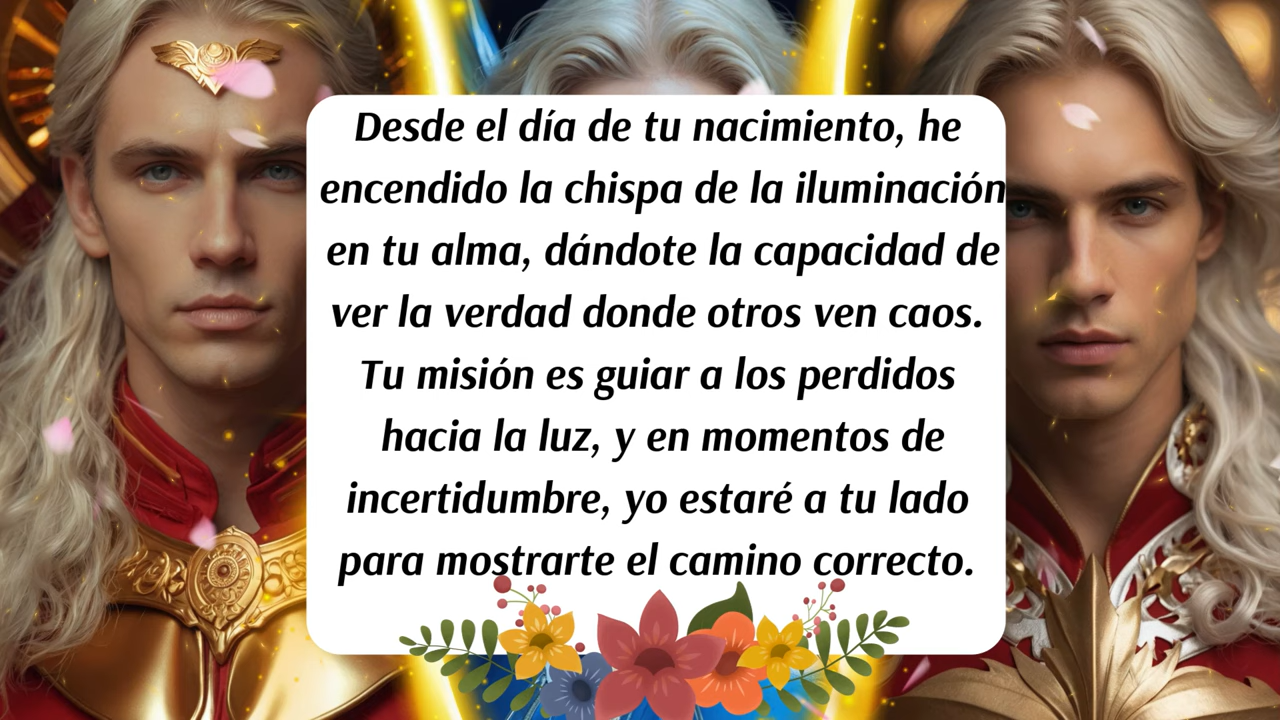 Desde el día de tu nacimiento, he
encendido la chispa de la iluminación
en tu alma, dándote la capacidad de
ver la verdad donde otros ven caos.
Tu misión es guiar a los perdidos
hacia la luz, y en momentos de
incertidumbre, yo estaré a tu lado
para mostrarte el camino correcto.